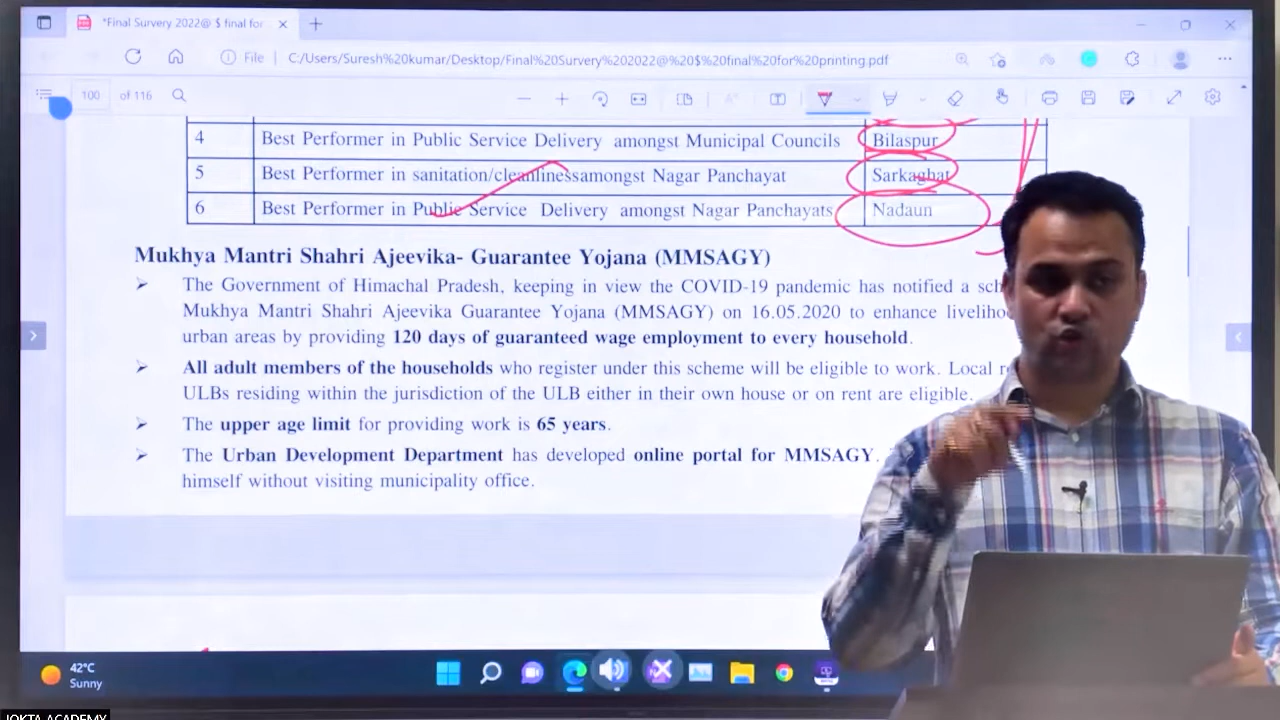 *Final Survery 2022@ $ final for
File C:/Users/Suresh%20kumar/Desktop/Final%20Survery%202022@%20$%20final%20for%20printing.pdf
100 of 116
4 Best Performer in Public Service Delivery amongst Municipal Councils Bilaspur
5 Best Performer in sanitation/cleanlinessamongst Nagar Panchayat Sarkaghat
6 Best Performer in Public Service Delivery amongst Nagar Panchayats Nadaun
Mukhya Mantri Shahri Ajeevika- Guarantee Yojana (MMSAGY)
The Government of Himachal Pradesh, keeping in view the COVID-19 pandemic has notified a
Mukhya Mantri Shahri Ajeevika Guarantee Yojana (MMSAGY) on 16.05.2020 to enhance
urban areas by providing 120 days of guaranteed wage employment to every household.
All adult members of the households who register under this scheme will be eligible to work. Local
ULBs residing within the jurisdiction of the ULB either in their own house or on rent are eligible.
The upper age limit for providing work is 65 years.
The Urban Development Department has developed online portal for MMSAGY.
himself without visiting municipality office.
42°C
Sunny
JOKTA ACADEMY